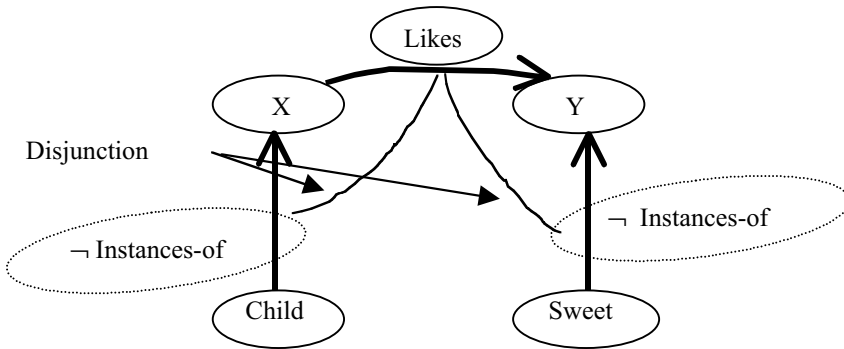 Likes
X
Y
Disjunction
¬ Instances-of
¬ Instances-of
Child
Sweet